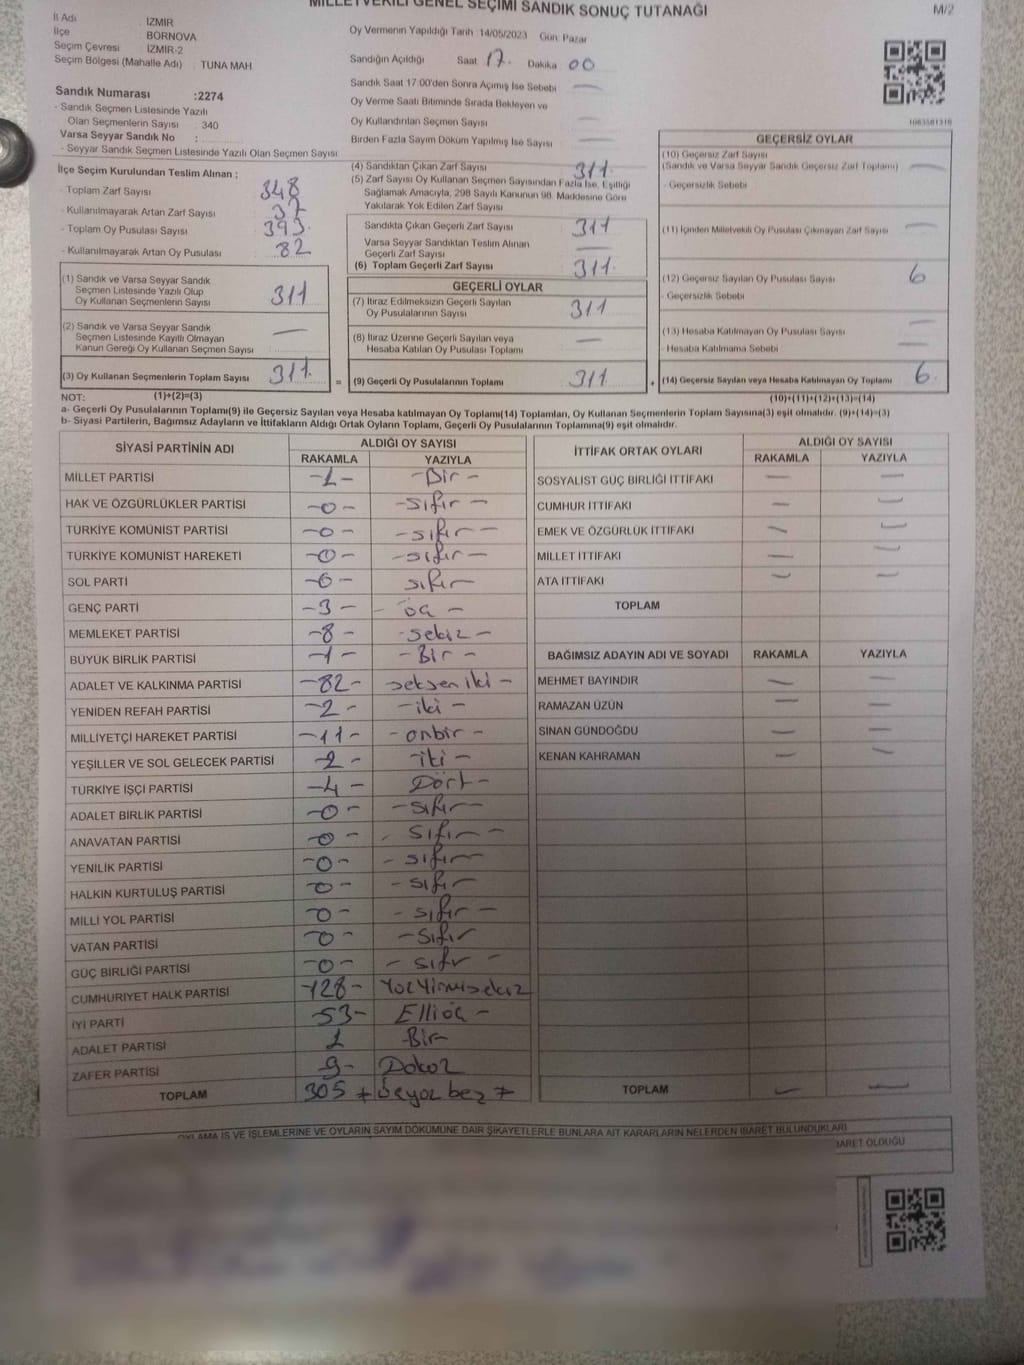 MİLLETVEKİLİ GENEL SEÇİMİ SANDIK SONUÇ TUTANAĞI
M/2
İl Adı İZMİR
İlçe BORNOVA
Seçim Çevresi İZMİR-2
Seçim Bölgesi (Mahalle Adı) TUNA MAH
Oy Vermenin Yapıldığı Tarih 14/05/2023 Gün Pazar
Sandığın Açıldığı Saat 17 Dakika 00
Sandık Saat 17:00'den Sonra Açımış İse Sebebi —
Oy Verme Saati Bitiminde Sırada Bekleyen ve
Oy Kullandırılan Seçmen Sayısı —
Birden Fazla Sayım Döküm Yapılmış İse Sayısı —
Sandık Numarası :2274
- Sandık Seçmen Listesinde Yazılı
Olan Seçmenlerin Sayısı : 340
Varsa Seyyar Sandık No :
- Seyyar Sandık Seçmen Listesinde Yazılı Olan Seçmen Sayısı
İlçe Seçim Kurulundan Teslim Alınan :
- Toplam Zarf Sayısı 348
- Kullanılmayarak Artan Zarf Sayısı 37
- Toplam Oy Pusulası Sayısı 393
- Kullanılmayarak Artan Oy Pusulası 82
(1) Sandık ve Varsa Seyyar Sandık
Seçmen Listesinde Yazılı Olup
Oy Kullanan Seçmenlerin Sayısı 311
(2) Sandık ve Varsa Seyyar Sandık
Seçmen Listesinde Kayıtlı Olmayan
Kanun Gereği Oy Kullanan Seçmen Sayısı —
(3) Oy Kullanan Seçmenlerin Toplam Sayısı 311
(4) Sandıktan Çıkan Zarf Sayısı 311
(5) Zarf Sayısı Oy Kullanan Seçmen Sayısından Fazla İse, Eşitliği
Sağlamak Amacıyla, 298 Sayılı Kanunun 98. Maddesine Göre
Yakılarak Yok Edilen Zarf Sayısı
Sandıkta Çıkan Geçerli Zarf Sayısı 311
Varsa Seyyar Sandıktan Teslim Alınan
Geçerli Zarf Sayısı —
(6) Toplam Geçerli Zarf Sayısı 311
GEÇERLİ OYLAR
(7) İtiraz Edilmeksizin Geçerli Sayılan
Oy Pusulalarının Sayısı 311
(8) İtiraz Üzerine Geçerli Sayılan veya
Hesaba Katılan Oy Pusulası Toplamı —
= (9) Geçerli Oy Pusulalarının Toplamı 311
GEÇERSİZ OYLAR
(10) Geçersiz Zarf Sayısı
(Sandık ve Varsa Seyyar Sandık Geçersiz Zarf Toplamı) —
- Geçersizlik Sebebi
(11) İçinden Milletvekili Oy Pusulası Çıkmayan Zarf Sayısı —
(12) Geçersiz Sayılan Oy Pusulası Sayısı 6
- Geçersizlik Sebebi
(13) Hesaba Katılmayan Oy Pusulası Sayısı —
- Hesaba Katılmama Sebebi —
+ (14) Geçersiz Sayılan veya Hesaba Katılmayan Oy Toplamı 6
NOT: (1)+(2)=(3) (10)+(11)+(12)+(13)=(14)
a- Geçerli Oy Pusulalarının Toplamı(9) ile Geçersiz Sayılan veya Hesaba katılmayan Oy Toplamı(14) Toplamları, Oy Kullanan Seçmenlerin Toplam Sayısına(3) eşit olmalıdır. (9)+(14)=(3)
b- Siyasi Partilerin, Bağımsız Adayların ve İttifakların Aldığı Ortak Oyların Toplamı, Geçerli Oy Pusulalarının Toplamına(9) eşit olmalıdır.
SİYASİ PARTİNİN ADI ALDIĞI OY SAYISI
RAKAMLA YAZIYLA
MİLLET PARTİSİ -1- -Bir-
HAK VE ÖZGÜRLÜKLER PARTİSİ -0- -sıfır-
TÜRKİYE KOMÜNİST PARTİSİ -0- -sıfır-
TÜRKİYE KOMÜNİST HAREKETİ -0- -sıfır-
SOL PARTİ -0- sıfır
GENÇ PARTİ -3- - üç -
MEMLEKET PARTİSİ -8- -sekiz-
BÜYÜK BİRLİK PARTİSİ -1- -Bir-
ADALET VE KALKINMA PARTİSİ -82- seksen iki -
YENİDEN REFAH PARTİSİ -2- -iki-
MİLLİYETÇİ HAREKET PARTİSİ -11- -onbir-
YEŞİLLER VE SOL GELECEK PARTİSİ -2- iki -
TÜRKİYE İŞÇİ PARTİSİ -4- Dört-
ADALET BİRLİK PARTİSİ -0- -sıfır-
ANAVATAN PARTİSİ -0- - sıfır -
YENİLİK PARTİSİ -0- - sıfır-
HALKIN KURTULUŞ PARTİSİ -0- - sıfır-
MİLLİ YOL PARTİSİ -0- - sıfır -
VATAN PARTİSİ -0- -sıfır
GÜÇ BİRLİĞİ PARTİSİ -0- - sıfır -
CUMHURİYET HALK PARTİSİ -128- Yüzyirmisekiz
İYİ PARTİ -53- Elliüç -
ADALET PARTİSİ 1 Bir
ZAFER PARTİSİ -9- Dokuz
TOPLAM 305
İTTİFAK ORTAK OYLARI ALDIĞI OY SAYISI
RAKAMLA YAZIYLA
SOSYALİST GÜÇ BİRLİĞİ İTTİFAKI — —
CUMHUR İTTİFAKI — —
EMEK VE ÖZGÜRLÜK İTTİFAKI — —
MİLLET İTTİFAKI — —
ATA İTTİFAKI — —
TOPLAM
BAĞIMSIZ ADAYIN ADI VE SOYADI RAKAMLA YAZIYLA
MEHMET BAYINDIR — —
RAMAZAN ÜZÜN — —
SİNAN GÜNDOĞDU — —
KENAN KAHRAMAN — —
TOPLAM — —
OYLAMA İŞ VE İŞLEMLERİNE VE OYLARIN SAYIM DÖKÜMÜNE DAİR ŞİKAYETLERLE BUNLARA AİT KARARLARIN NELERDEN İBARET BULUNDUKLARI
İBARET OLDUĞU